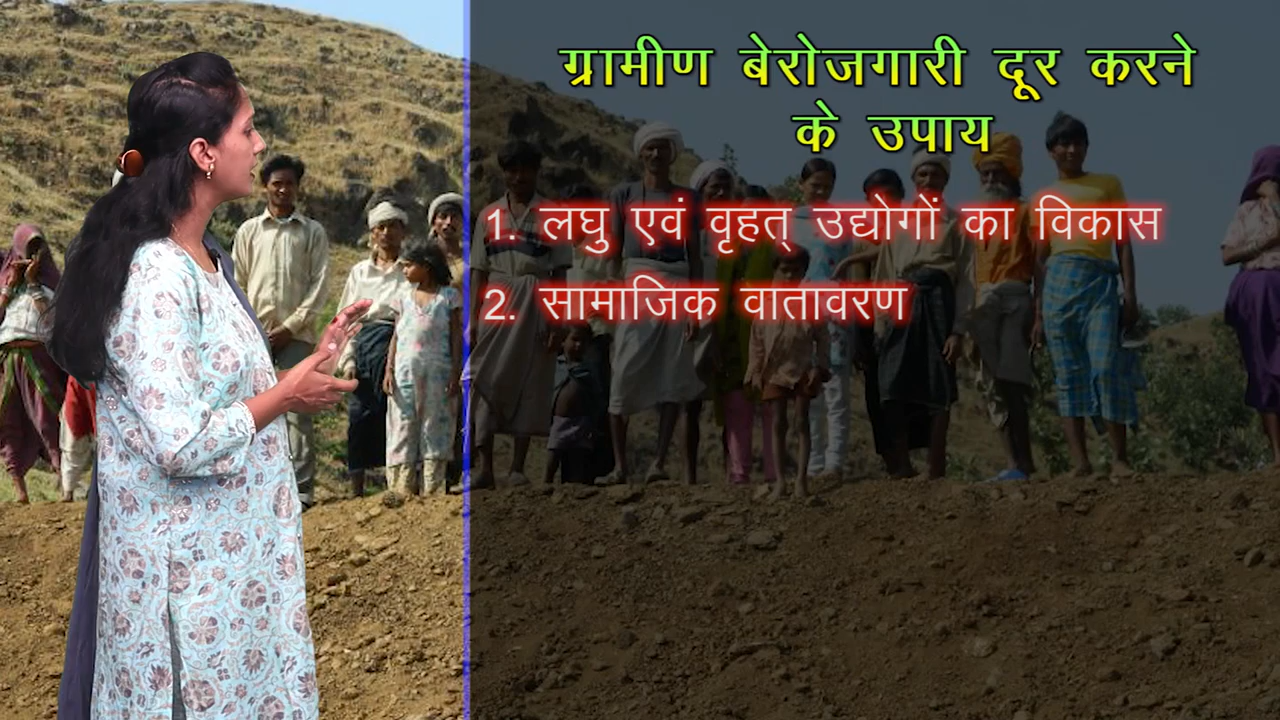 ग्रामीण बेरोजगारी दूर करने
के उपाय
1. लघु एवं वृहत् उद्योगों का विकास
2. सामाजिक वातावरण